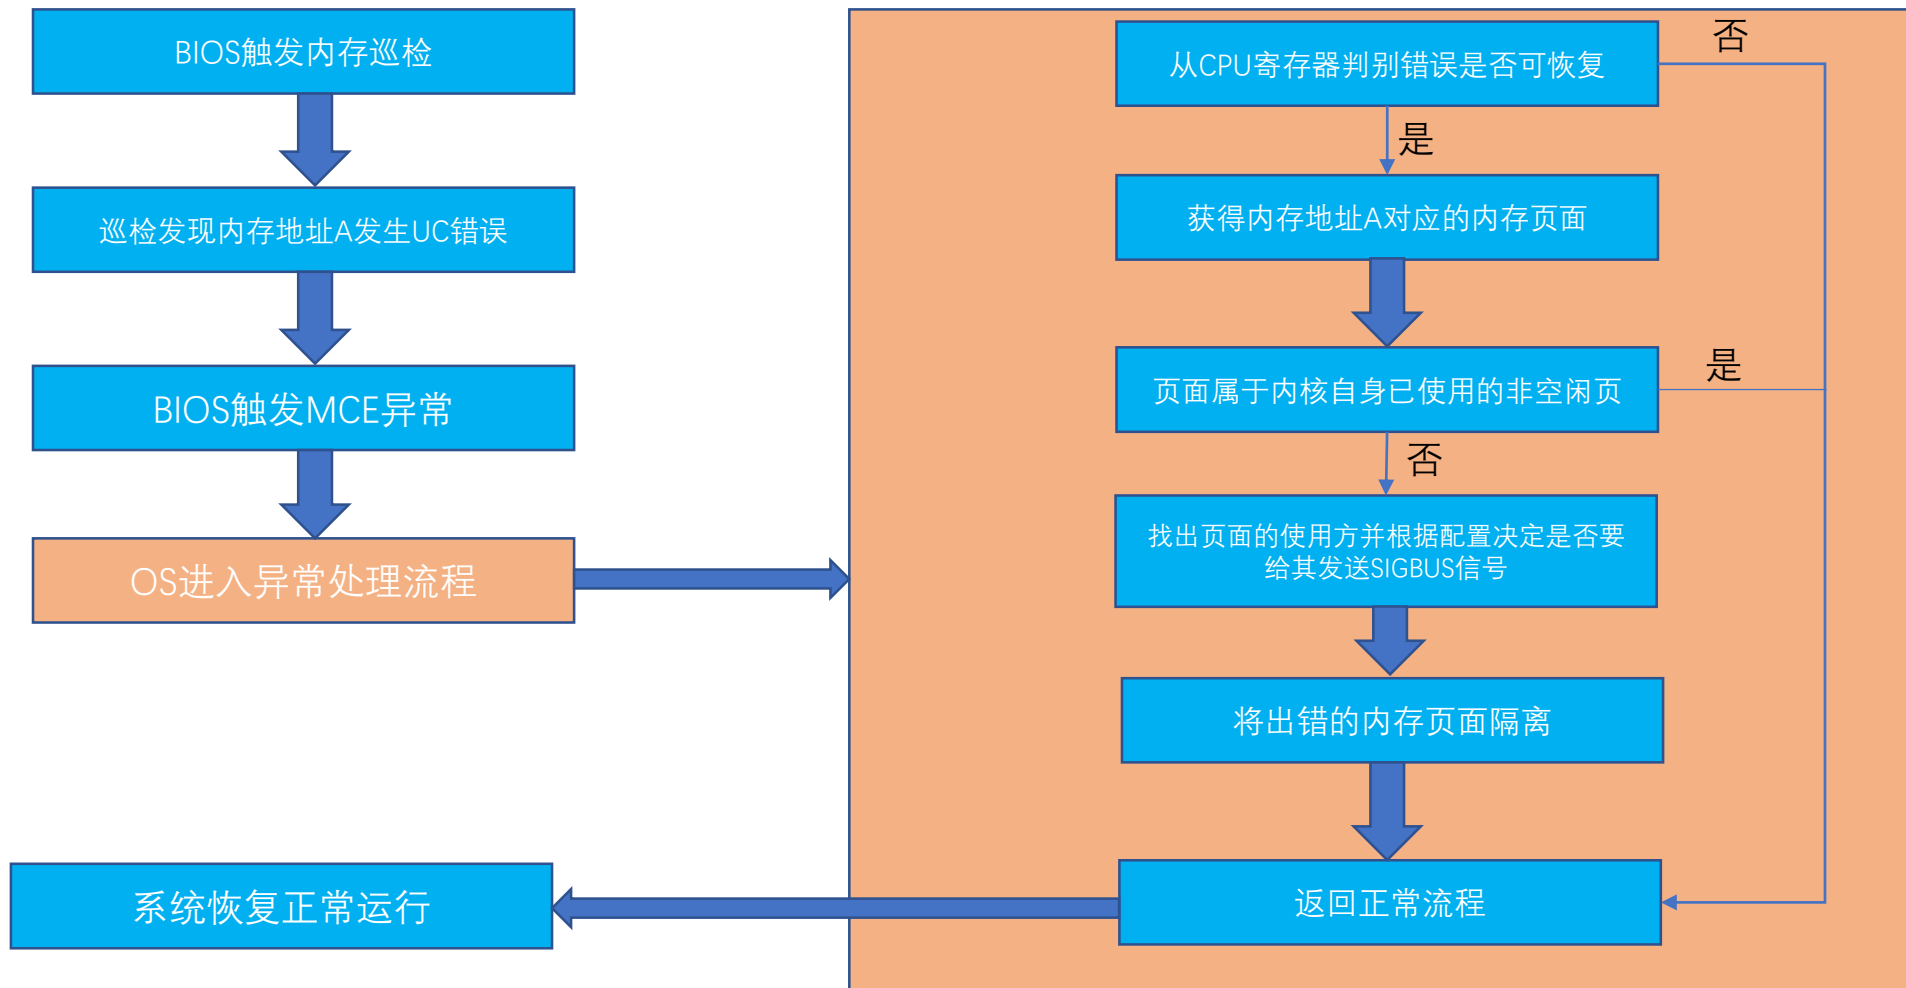 BIOS触发内存巡检
巡检发现内存地址A发生UC错误
BIOS触发MCE异常
OS进入异常处理流程
系统恢复正常运行
从CPU寄存器判别错误是否可恢复
否
是
获得内存地址A对应的内存页面
页面属于内核自身已使用的非空闲页
是
否
找出页面的使用方并根据配置决定是否要
给其发送SIGBUS信号
将出错的内存页面隔离
返回正常流程